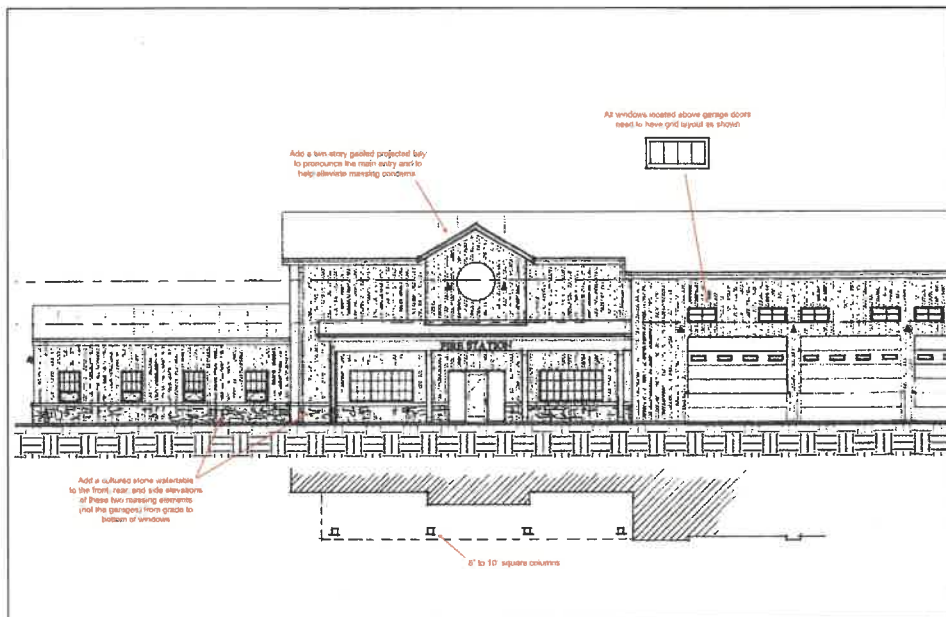 All windows located above garage doors
need to have grid layout as shown
Add a two story gabled projected bay
to pronounce the main entry and to
help alleviate massing concerns
FIRE STATION
Add a cultured stone watertable
to the front, rear, and side elevations
of these two massing elements
(not the garages) from grade to
bottom of windows
8" to 10" square columns